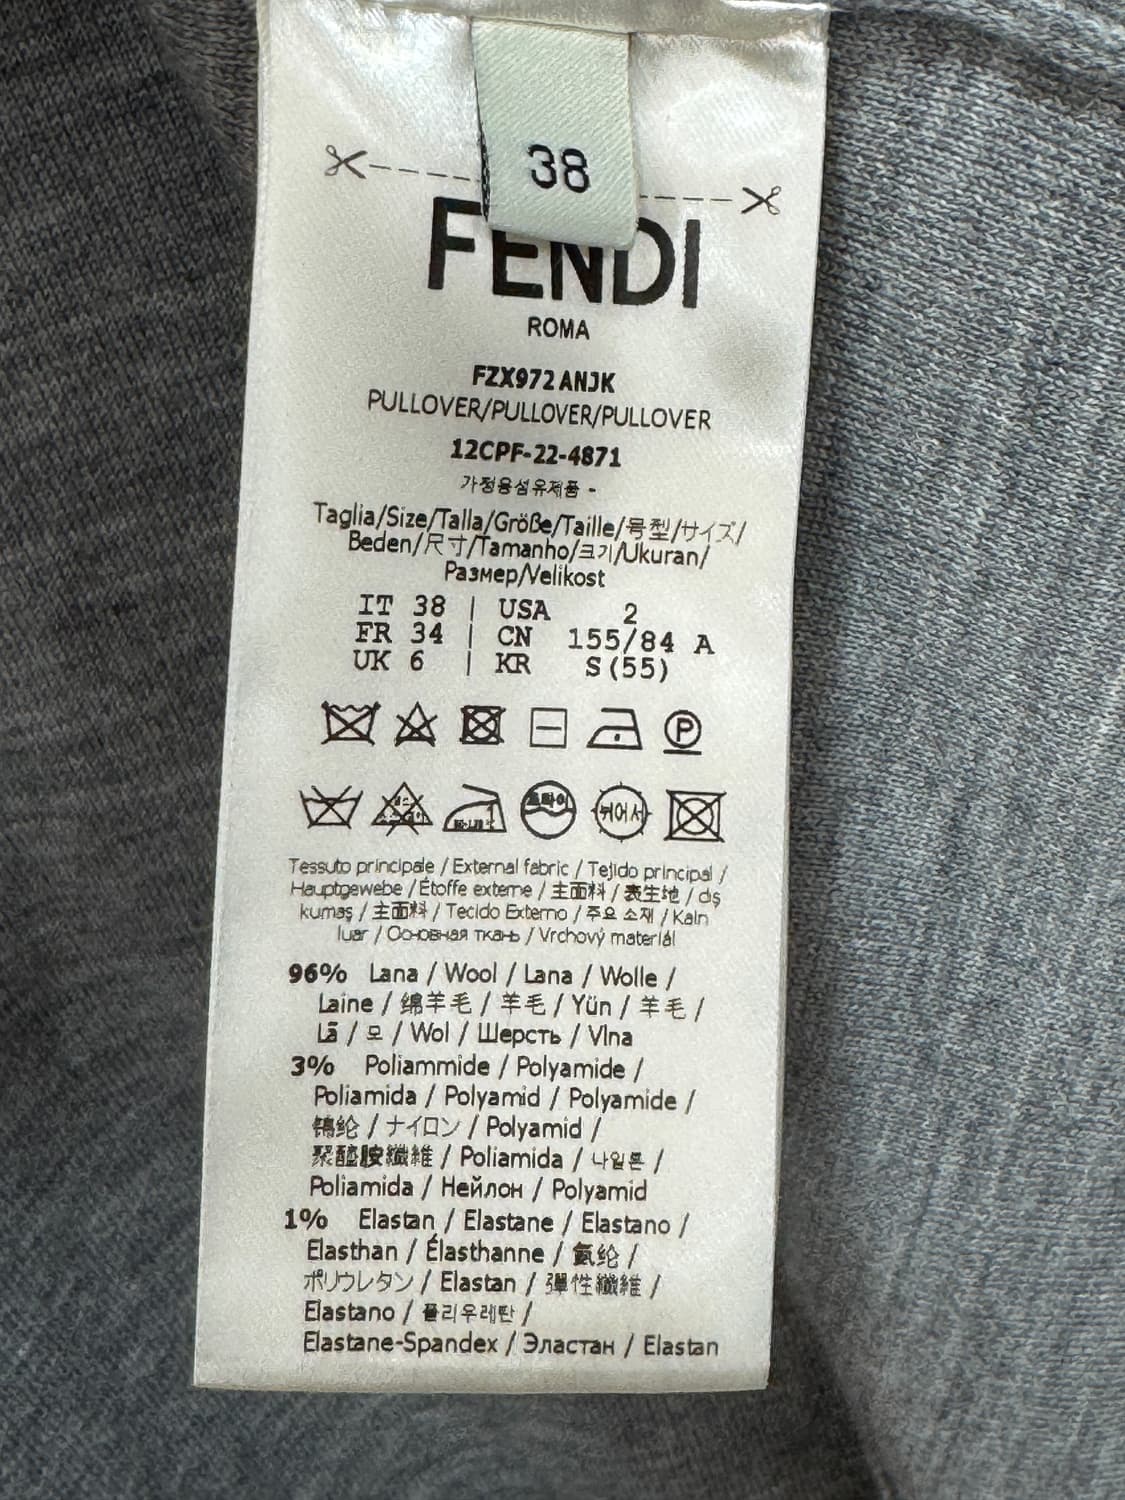 38
FENDI
ROMA
FZX972 ANJK
PULLOVER/PULLOVER/PULLOVER
12CPF-22-4871
가정용섬유제품 -
Taglia/Size/Talla/Größe/Taille/号型/サイズ/
Beden/尺寸/Tamanho/크기/Ukuran/
Размер/Velikost
IT 38 | USA 2
FR 34 | CN 155/84 A
UK 6 | KR S(55)
P
Tessuto principale / External fabric / Tejido principal /
Hauptgewebe / Étoffe externe / 主面料 / 表生地 / dış
kumaş / 主面料 / Tecido Externo / 주요 소재 / Kain
luar / Основная ткань / Vrchový materiál
96% Lana / Wool / Lana / Wolle /
Laine / 绵羊毛 / 羊毛 / Yün / 羊毛 /
Lã / 모 / Wol / Шерсть / Vlna
3% Poliammide / Polyamide /
Poliamida / Polyamid / Polyamide /
锦纶 / ナイロン / Polyamid /
聚醯胺纖維 / Poliamida / 나일론 /
Poliamida / Нейлон / Polyamid
1% Elastan / Elastane / Elastano /
Elasthan / Élasthanne / 氨纶 /
ポリウレタン / Elastan / 彈性纖維 /
Elastano / 폴리우레탄 /
Elastane-Spandex / Эластан / Elastan